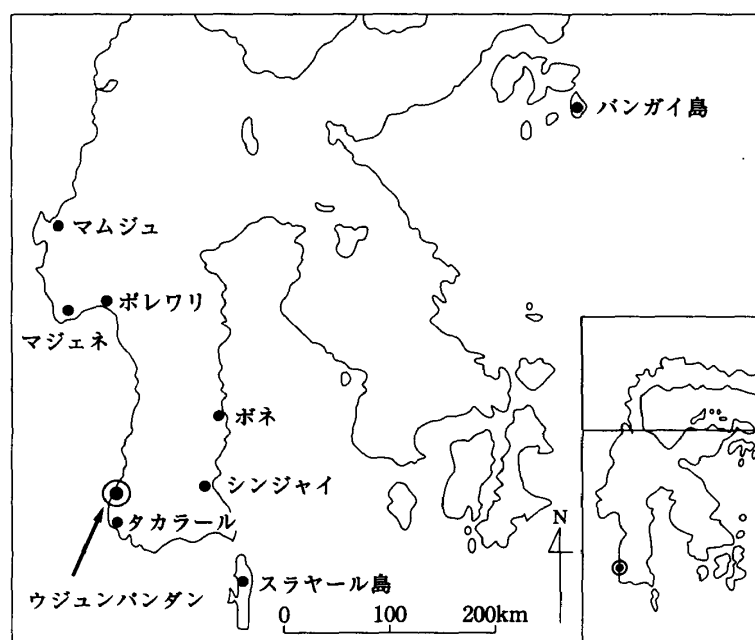 バンガイ島
マムジュ
ポレワリ
マジェネ
ボネ
シンジャイ
タカラール
N
スラヤール島
ウジュンパンダン
0 100 200km